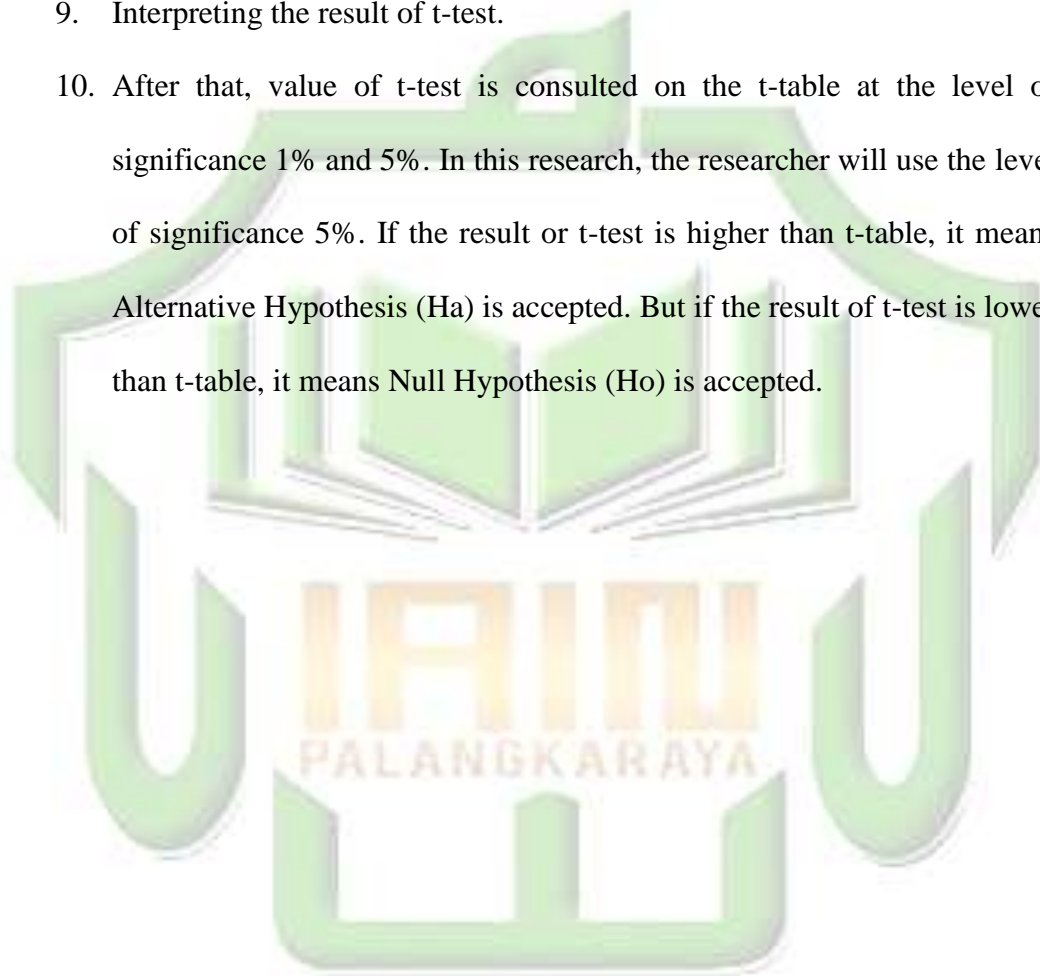 9. Interpreting the result of t-test.
10. After that, value of t-test is consulted on the t-table at the level o
significance 1% and 5%. In this research, the researcher will use the leve
of significance 5%. If the result or t-test is higher than t-table, it mean
Alternative Hypothesis (Ha) is accepted. But if the result of t-test is lowe
than t-table, it means Null Hypothesis (Ho) is accepted.
IAIN
PALANGKARAYA